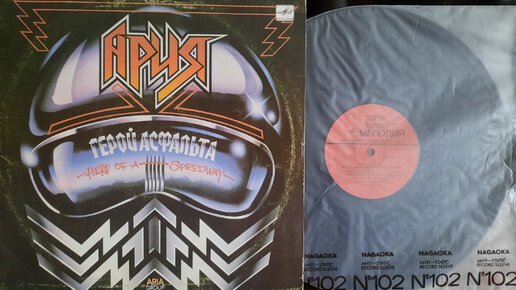 АРИЯ
ГЕРОЙ АСФАЛЬТА
HERO OF A SPEEDWAY
ARIA
МЕЛОДИЯ
NAGAOKA NAGAOKA NAGAOKA NAGAOKA
ANTI-STATIC ANTI-STATIC ANTI-STATIC ANTI-STATIC
RECORD SLEEVE RECORD SLEEVE RECORD SLEEVE RECORD SLEEVE
Nº102 Nº102 Nº102 Nº102